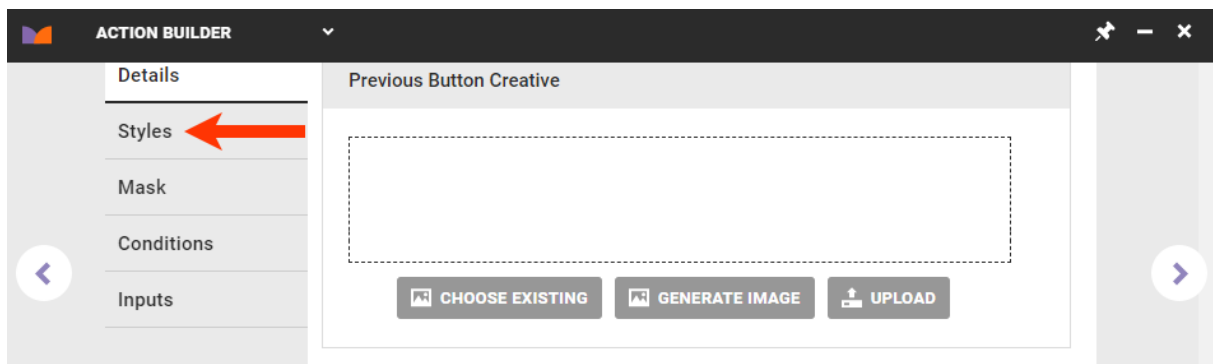 ACTION BUILDER
Details
Styles
Mask
Conditions
Inputs
Previous Button Creative
CHOOSE EXISTING
GENERATE IMAGE
UPLOAD